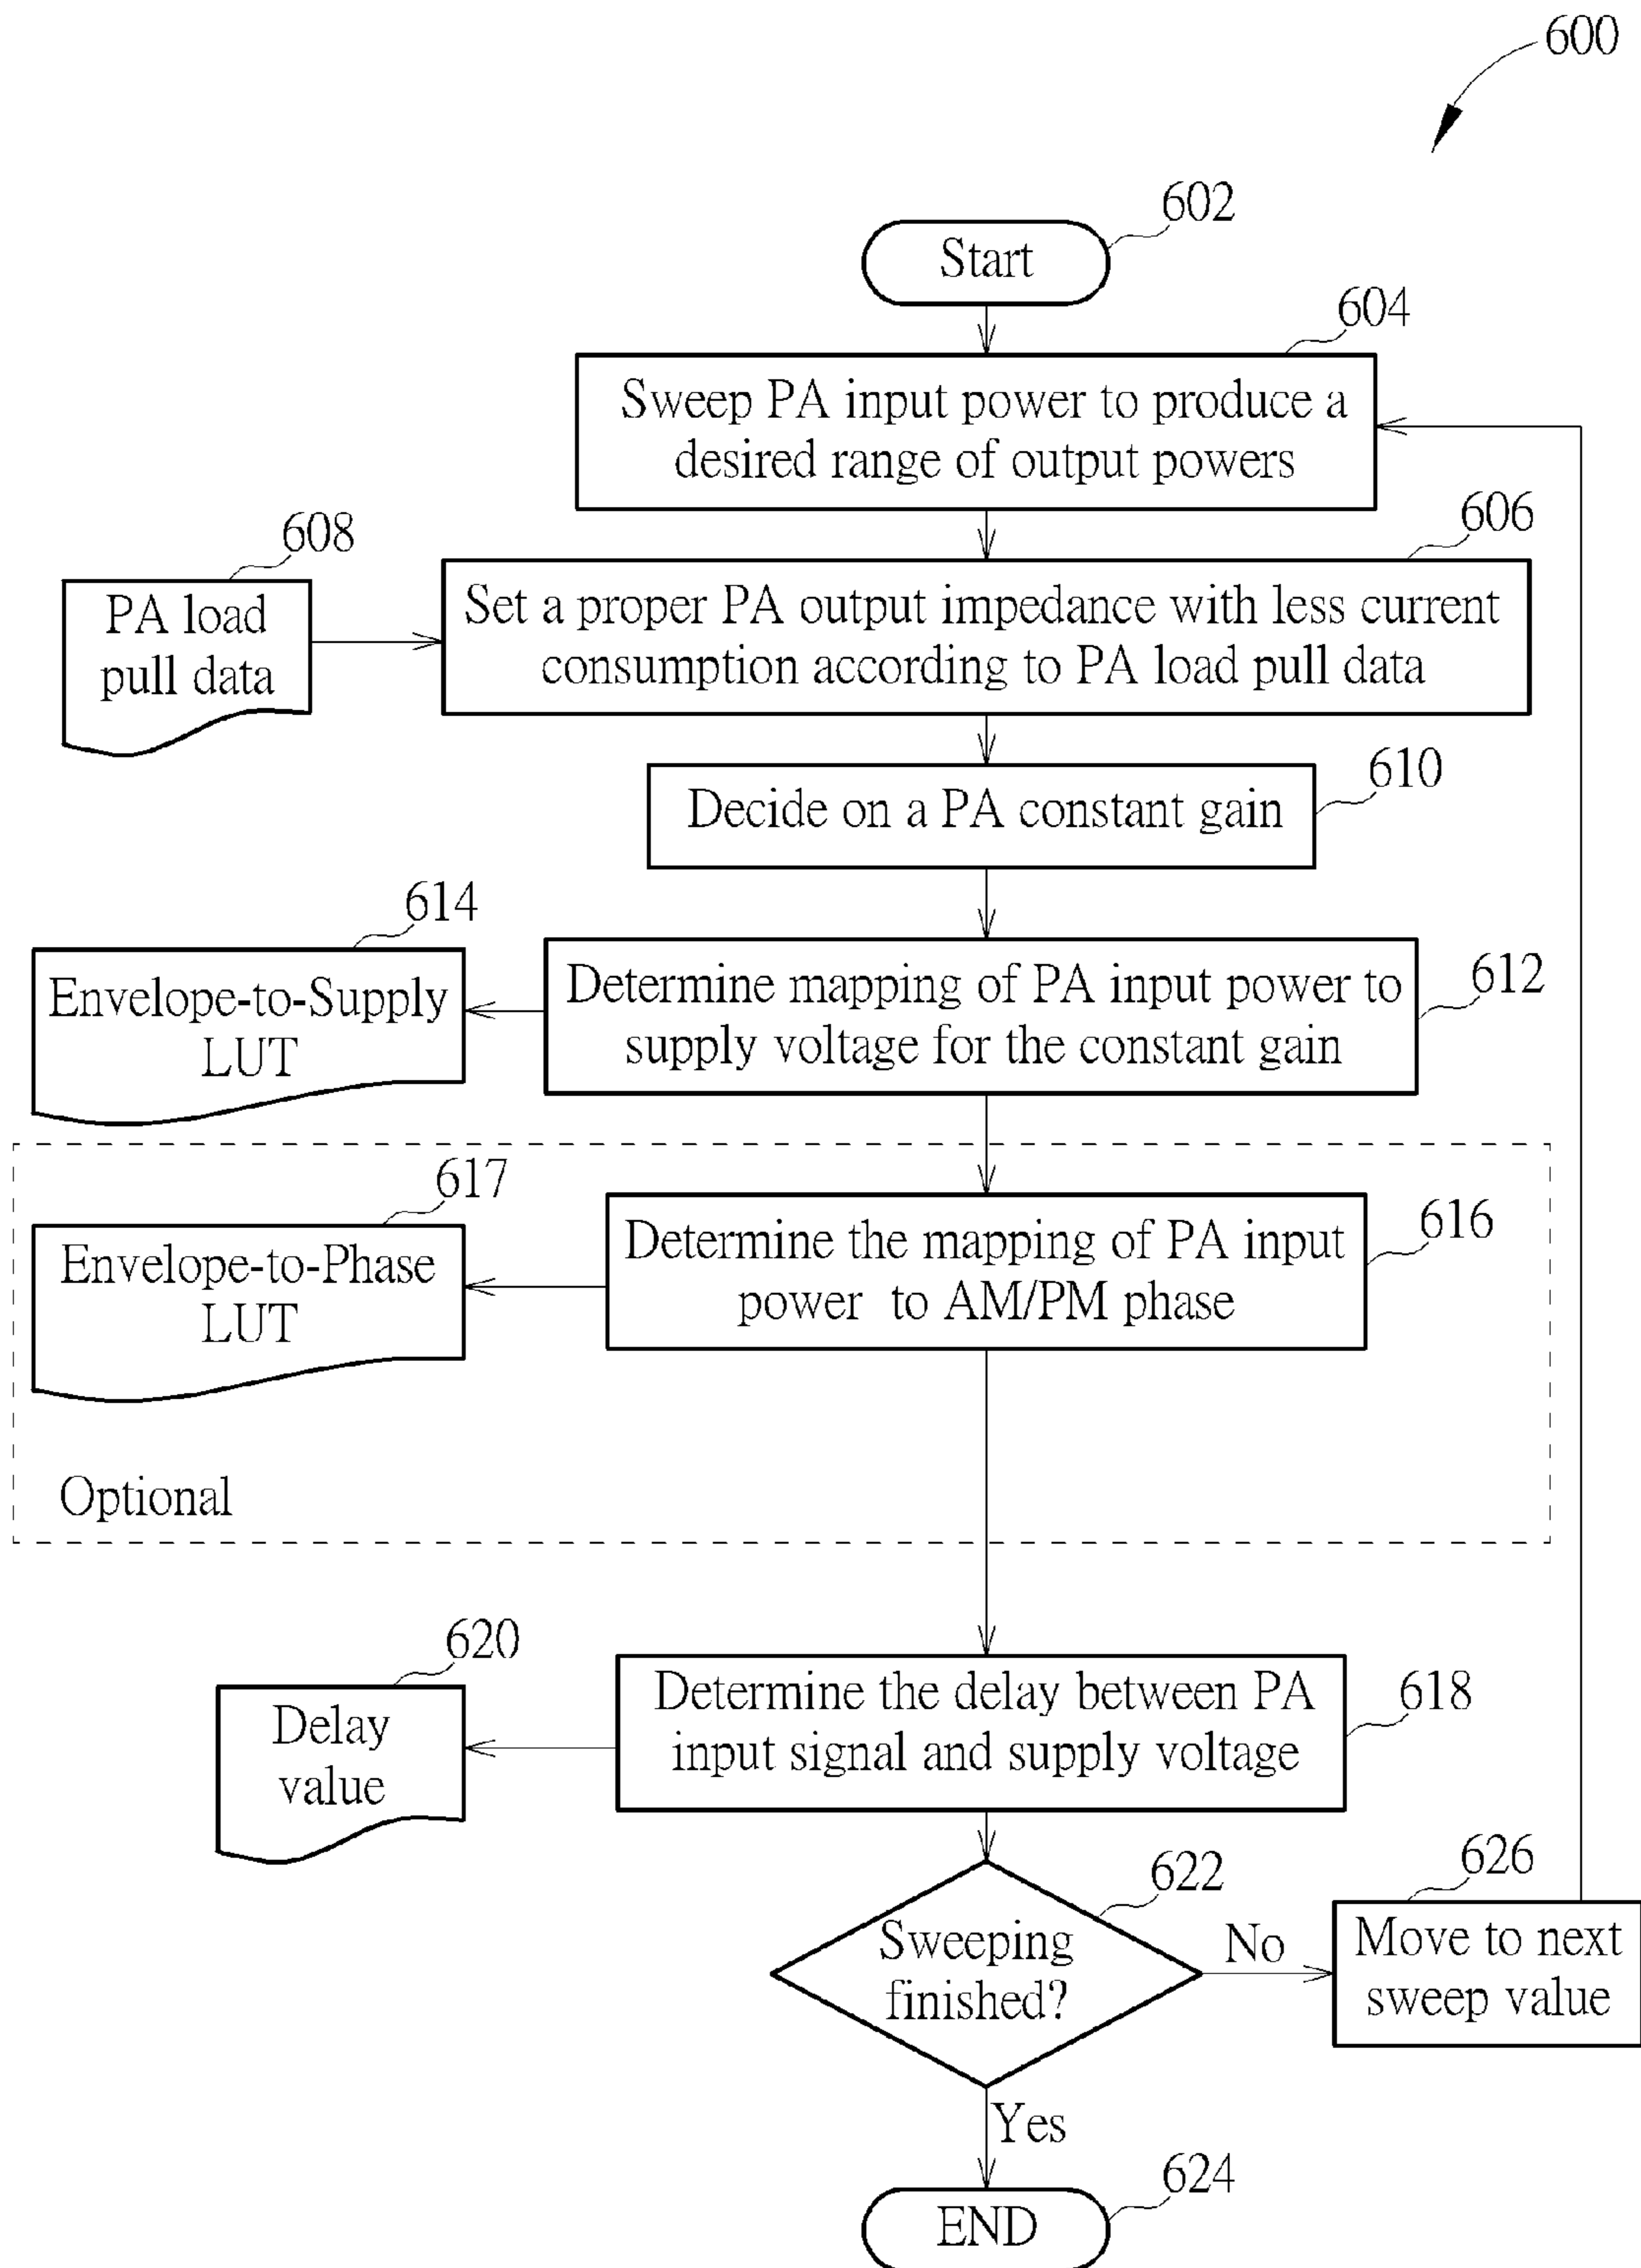 600
602
Start
604
Sweep PA input power to produce a
desired range of output powers
606
608
PA load
pull data
Set a proper PA output impedance with less current
consumption according to PA load pull data
610
Decide on a PA constant gain
614
Envelope-to-Supply
LUT
612
Determine mapping of PA input power to
supply voltage for the constant gain
617
Envelope-to-Phase
LUT
616
Determine the mapping of PA input
power to AM/PM phase
Optional
620
Delay
value
618
Determine the delay between PA
input signal and supply voltage
622
Sweeping
finished?
No
626
Move to next
sweep value
Yes
624
END